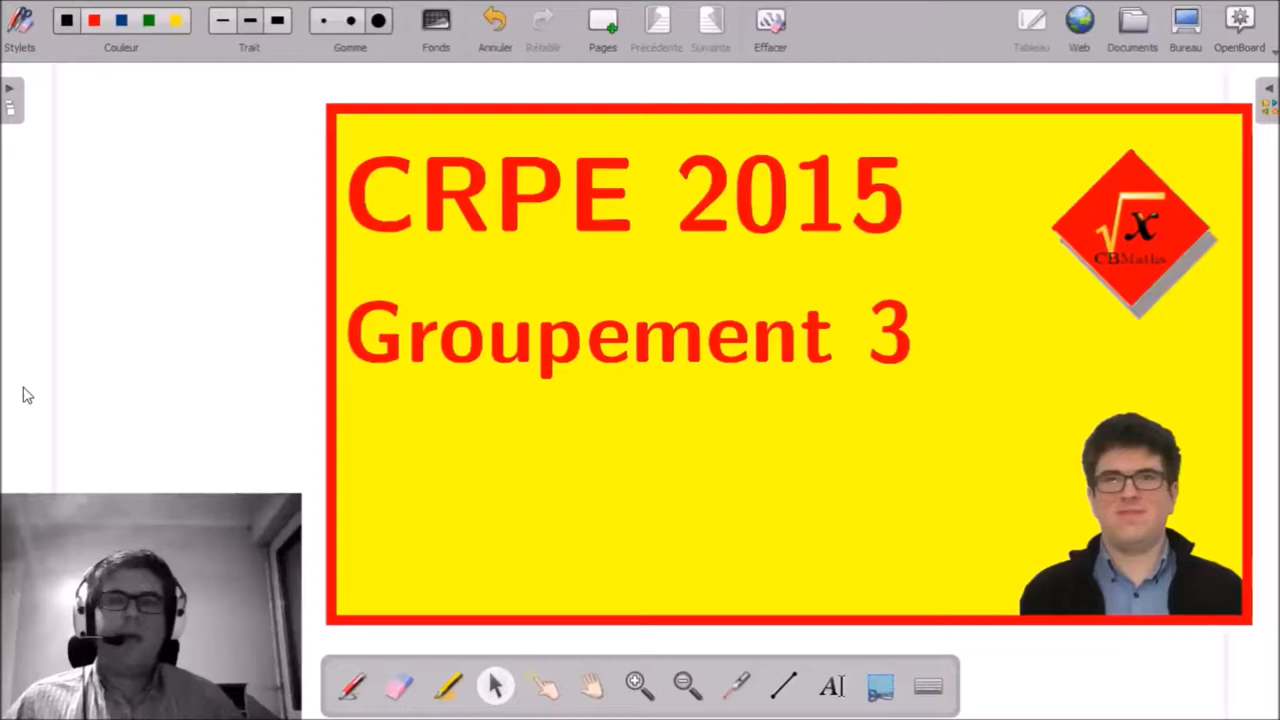 Stylets
Couleur
Trait
Gomme
Fonds
Annuler
Rétablir
Pages
Précédente
Suivante
Effacer
Tableau
Web
Documents
Bureau
OpenBoard
CRPE 2015
Groupement 3
√x
CBMaths
AI